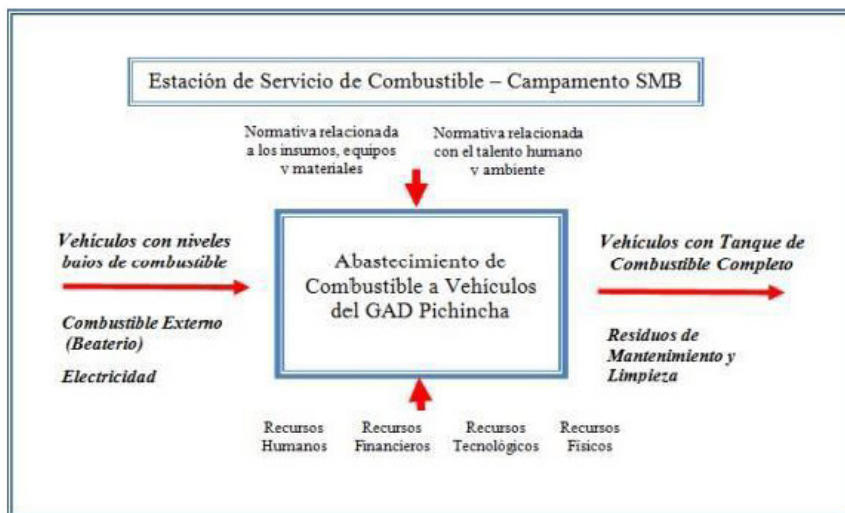 Estación de Servicio de Combustible – Campamento SMB
Normativa relacionada
a los insumos, equipos
y materiales
Normativa relacionada
con el talento humano
y ambiente
Vehículos con niveles
bajos de combustible
Combustible Externo
(Beaterio)
Electricidad
Abastecimiento de
Combustible a Vehículos
del GAD Pichincha
Vehículos con Tanque de
Combustible Completo
Residuos de
Mantenimiento y
Limpieza
Recursos
Humanos
Recursos
Financieros
Recursos
Tecnológicos
Recursos
Físicos